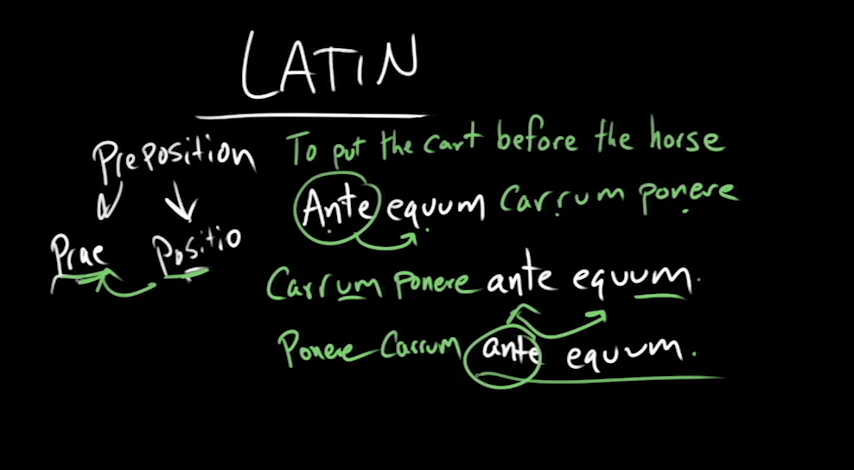 LATIN
Preposition
Prae Positio
To put the cart before the horse
Ante equum Carrum ponere
Carrum ponere ante equum.
Ponere Carrum ante equum.